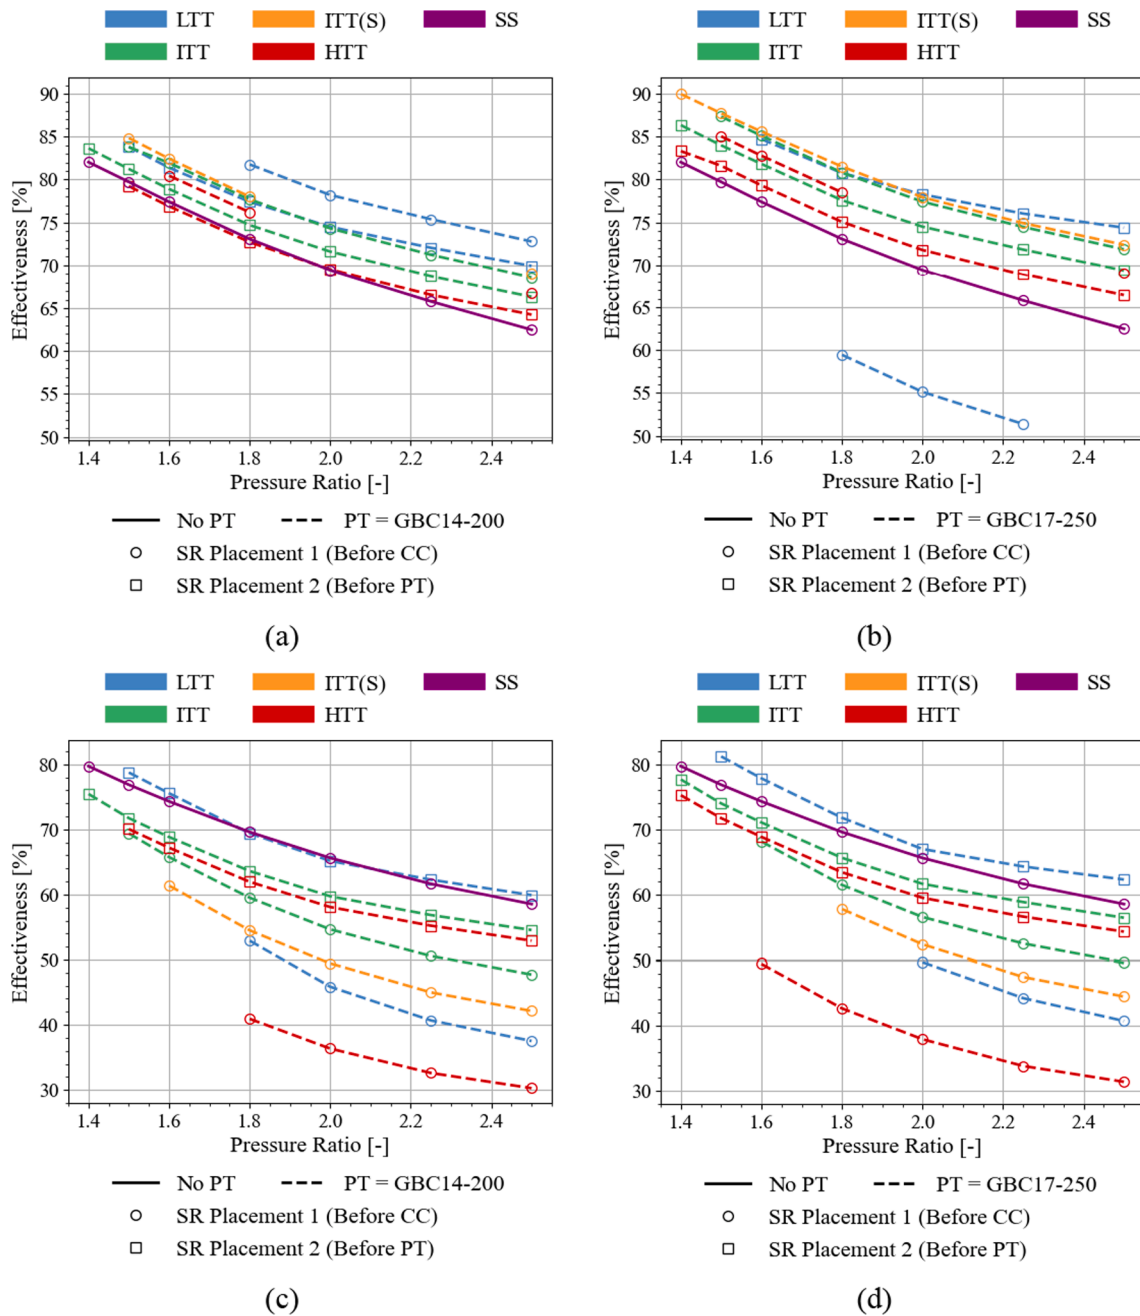 LTT ITT(S) SS
ITT HTT
90
85
80
75
70
65
60
55
50
Effectiveness [%]
1.4 1.6 1.8 2.0 2.2 2.4
Pressure Ratio [-]
No PT PT = GBC14-200
SR Placement 1 (Before CC)
SR Placement 2 (Before PT)
(a)
LTT ITT(S) SS
ITT HTT
90
85
80
75
70
65
60
55
50
Effectiveness [%]
1.4 1.6 1.8 2.0 2.2 2.4
Pressure Ratio [-]
No PT PT = GBC17-250
SR Placement 1 (Before CC)
SR Placement 2 (Before PT)
(b)
LTT ITT(S) SS
ITT HTT
80
70
60
50
40
30
Effectiveness [%]
1.4 1.6 1.8 2.0 2.2 2.4
Pressure Ratio [-]
No PT PT = GBC14-200
SR Placement 1 (Before CC)
SR Placement 2 (Before PT)
(c)
LTT ITT(S) SS
ITT HTT
80
70
60
50
40
30
Effectiveness [%]
1.4 1.6 1.8 2.0 2.2 2.4
Pressure Ratio [-]
No PT PT = GBC17-250
SR Placement 1 (Before CC)
SR Placement 2 (Before PT)
(d)